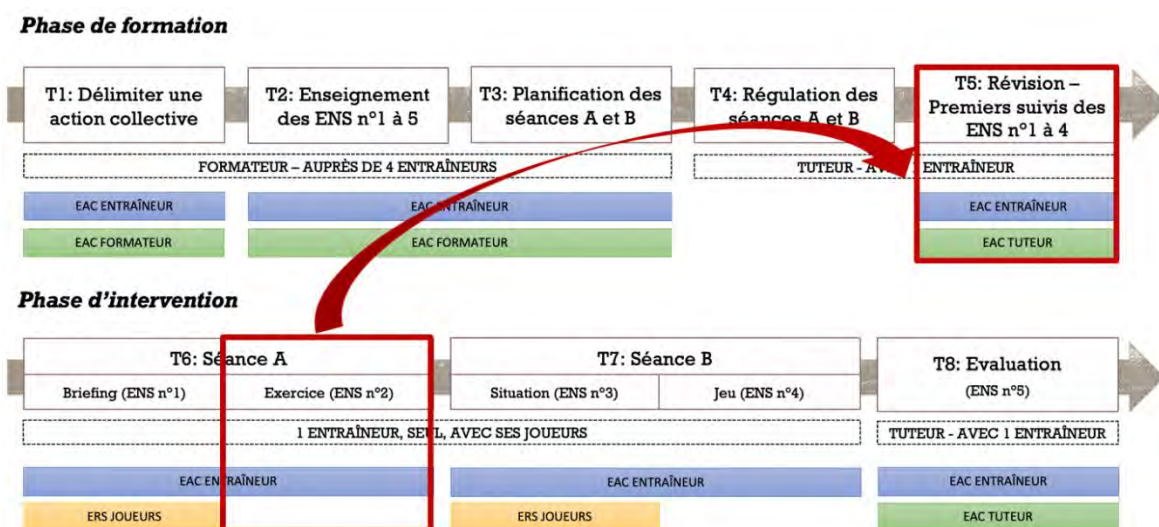 Phase de formation
T1: Délimiter une
action collective
T2: Enseignement
des ENS n°1 à 5
T3: Planification des
séances A et B
T4: Régulation des
séances A et B
T5: Révision –
Premiers suivis des
ENS n°1 à 4
FORMATEUR – AUPRÈS DE 4 ENTRAÎNEURS
TUTEUR - AVEC 1 ENTRAÎNEUR
EAC ENTRAÎNEUR
EAC ENTRAÎNEUR
EAC ENTRAÎNEUR
EAC FORMATEUR
EAC FORMATEUR
EAC TUTEUR
Phase d'intervention
T6: Séance A
T7: Séance B
T8: Evaluation
(ENS n°5)
Briefing (ENS n°1)
Exercice (ENS n°2)
Situation (ENS n°3)
Jeu (ENS n°4)
1 ENTRAÎNEUR, SEUL, AVEC SES JOUEURS
TUTEUR - AVEC 1 ENTRAÎNEUR
EAC ENTRAÎNEUR
EAC ENTRAÎNEUR
EAC ENTRAÎNEUR
ERS JOUEURS
ERS JOUEURS
EAC TUTEUR